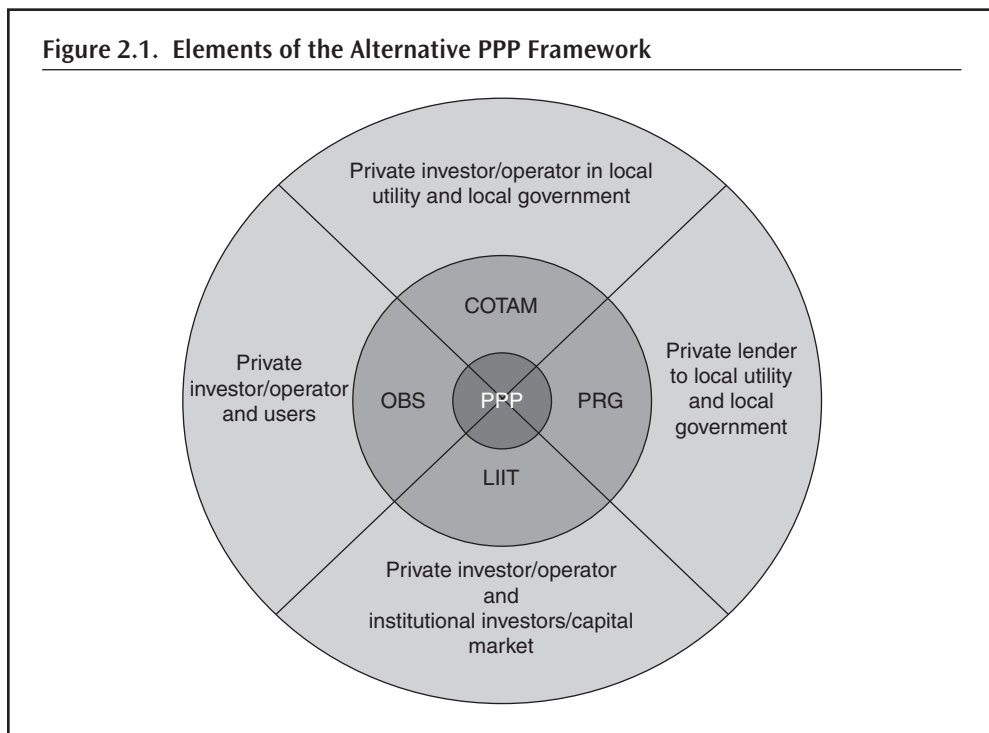 Figure 2.1. Elements of the Alternative PPP Framework
Private investor/operator in local
utility and local government
COTAM
Private
investor/operator
and users
OBS
PPP
PRG
Private lender
to local utility
and local
government
LIIT
Private investor/operator
and
institutional investors/capital
market